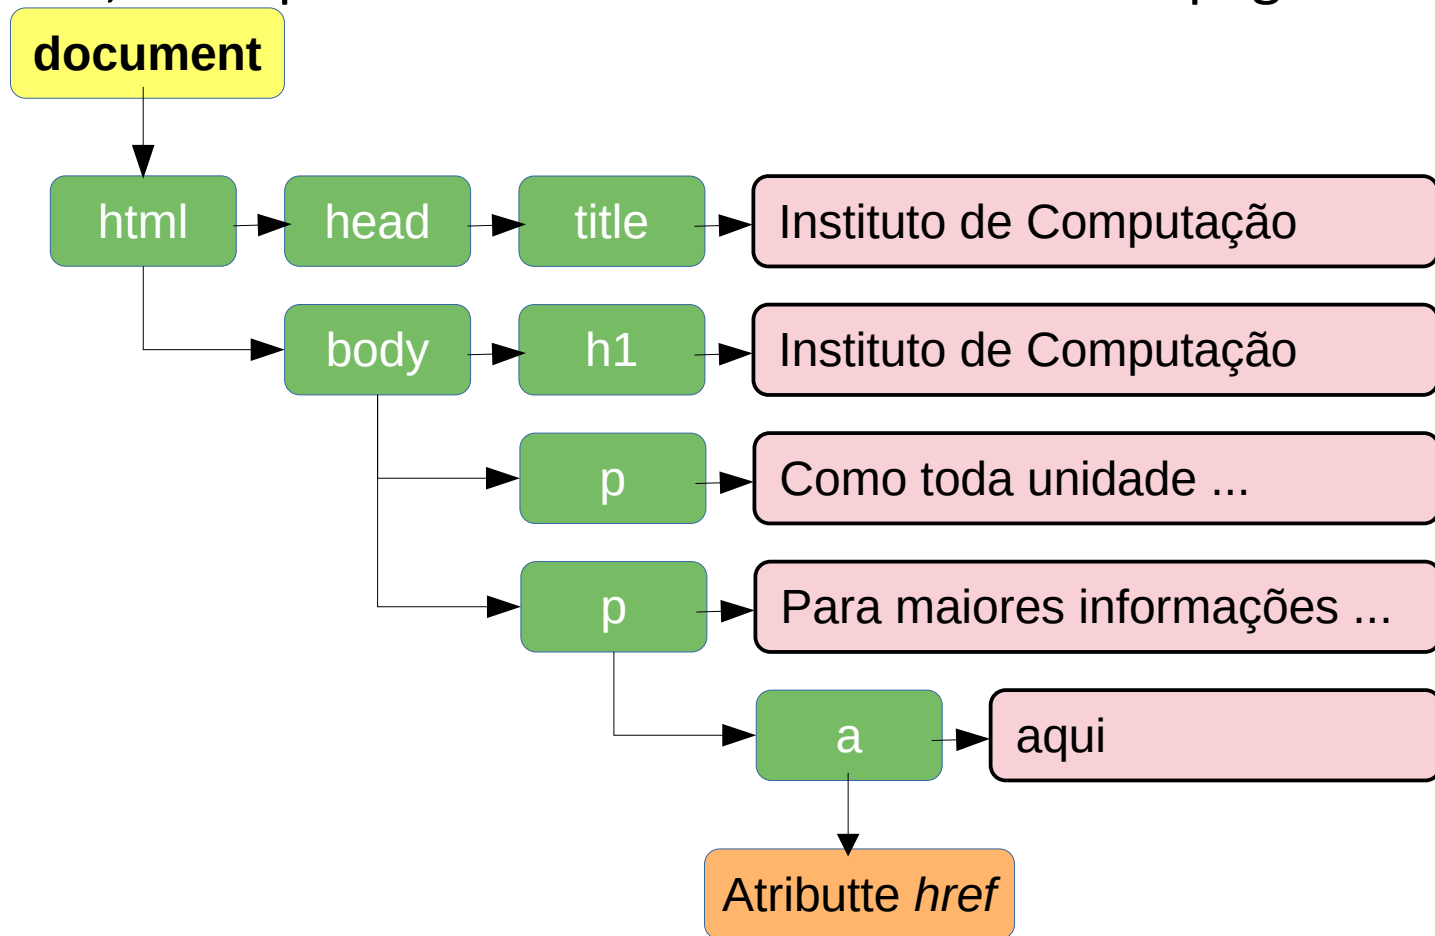 document
html head title Instituto de Computação
body h1 Instituto de Computação
p Como toda unidade ...
p Para maiores informações ...
a aqui
Atributte href